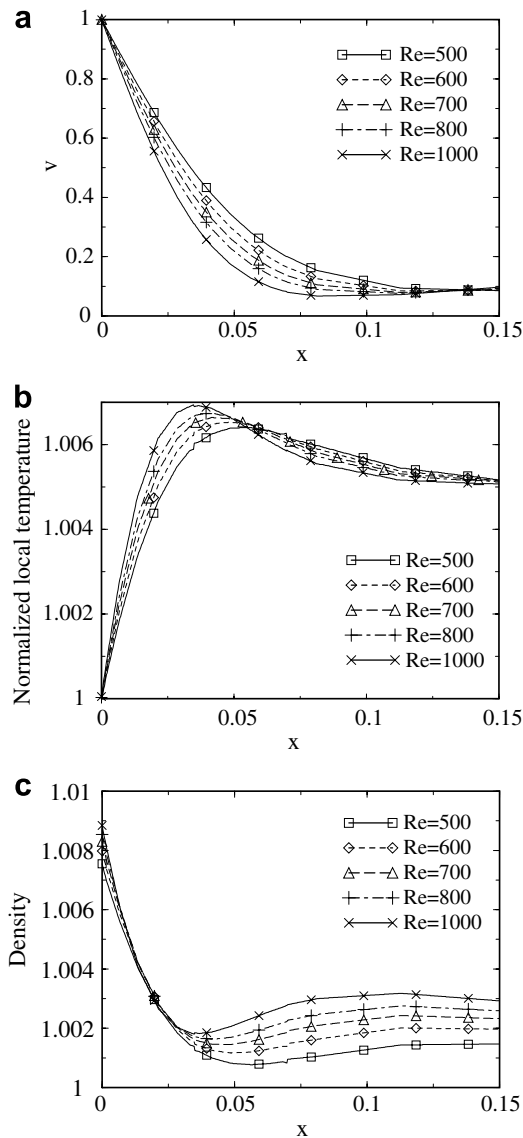 a
1
0.8
0.6
0.4
0.2
0
v
Re=500
Re=600
Re=700
Re=800
Re=1000
0
0.05
0.1
0.15
x
b
1.006
1.004
1.002
1
Normalized local temperature
Re=500
Re=600
Re=700
Re=800
Re=1000
0
0.05
0.1
0.15
x
c
1.01
1.008
1.006
1.004
1.002
1
Density
Re=500
Re=600
Re=700
Re=800
Re=1000
0
0.05
0.1
0.15
x